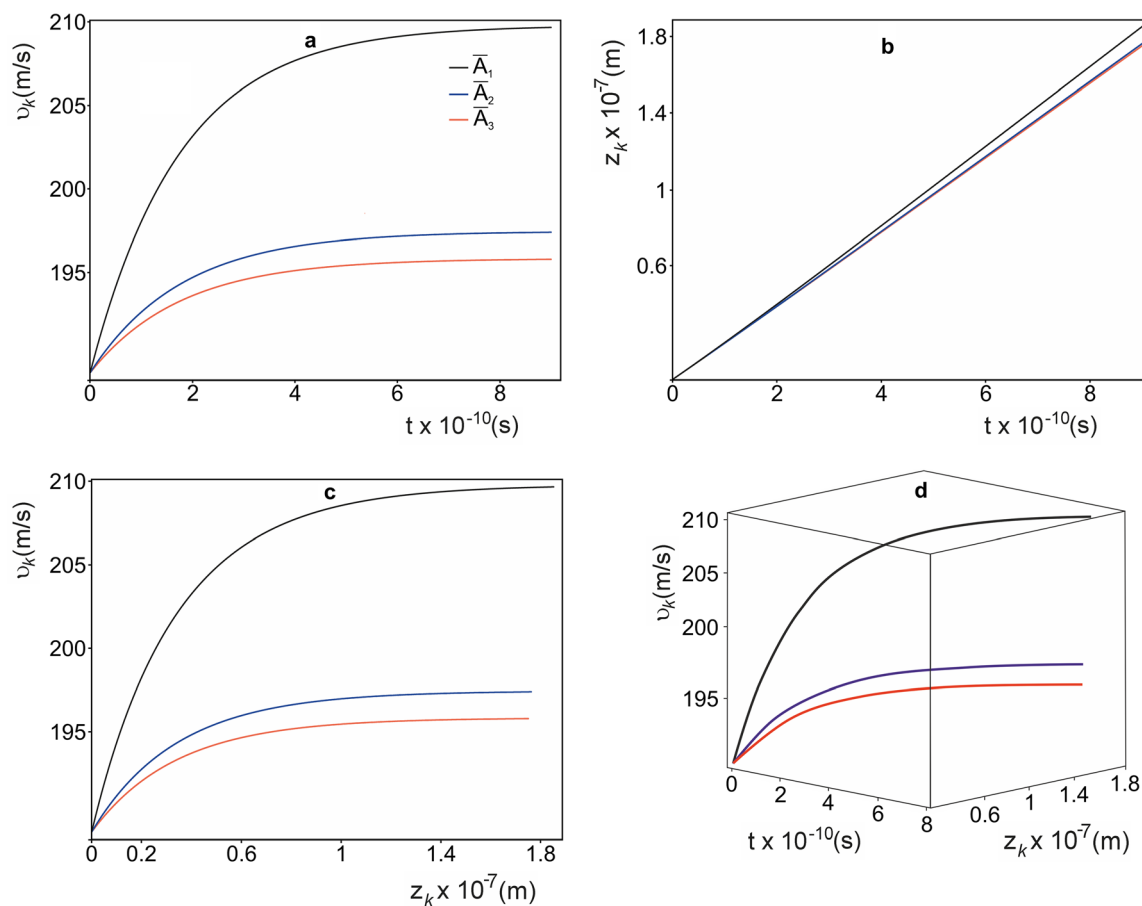 a
210
205
200
195
υₖ(m/s)
A̅₁
A̅₂
A̅₃
0 2 4 6 8
t x 10⁻¹⁰(s)
b
1.8
1.4
1
0.6
zₖ x 10⁻⁷(m)
0 2 4 6 8
t x 10⁻¹⁰(s)
c
210
205
200
195
υₖ(m/s)
0 0.2 0.6 1 1.4 1.8
zₖ x 10⁻⁷(m)
d
210
205
200
195
υₖ(m/s)
0 2 4 6 8
t x 10⁻¹⁰(s)
0.6 1 1.4 1.8
zₖ x 10⁻⁷(m)